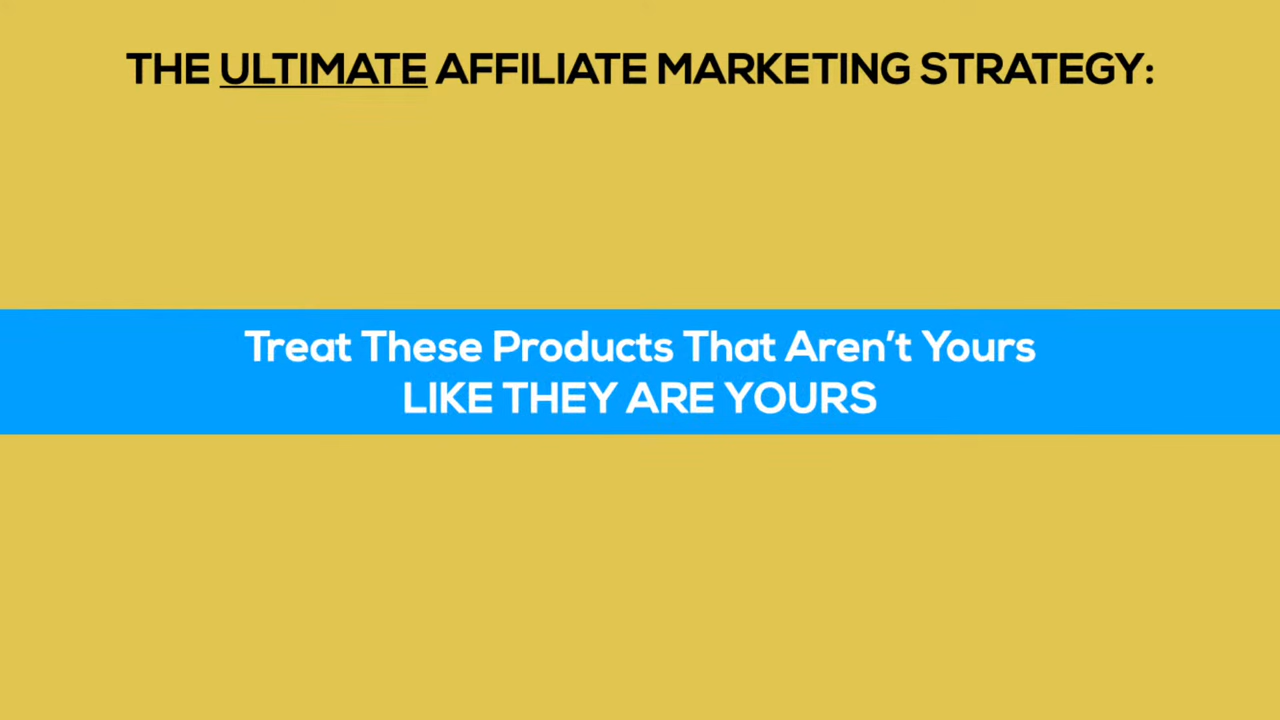 THE ULTIMATE AFFILIATE MARKETING STRATEGY:
Treat These Products That Aren’t Yours
LIKE THEY ARE YOURS